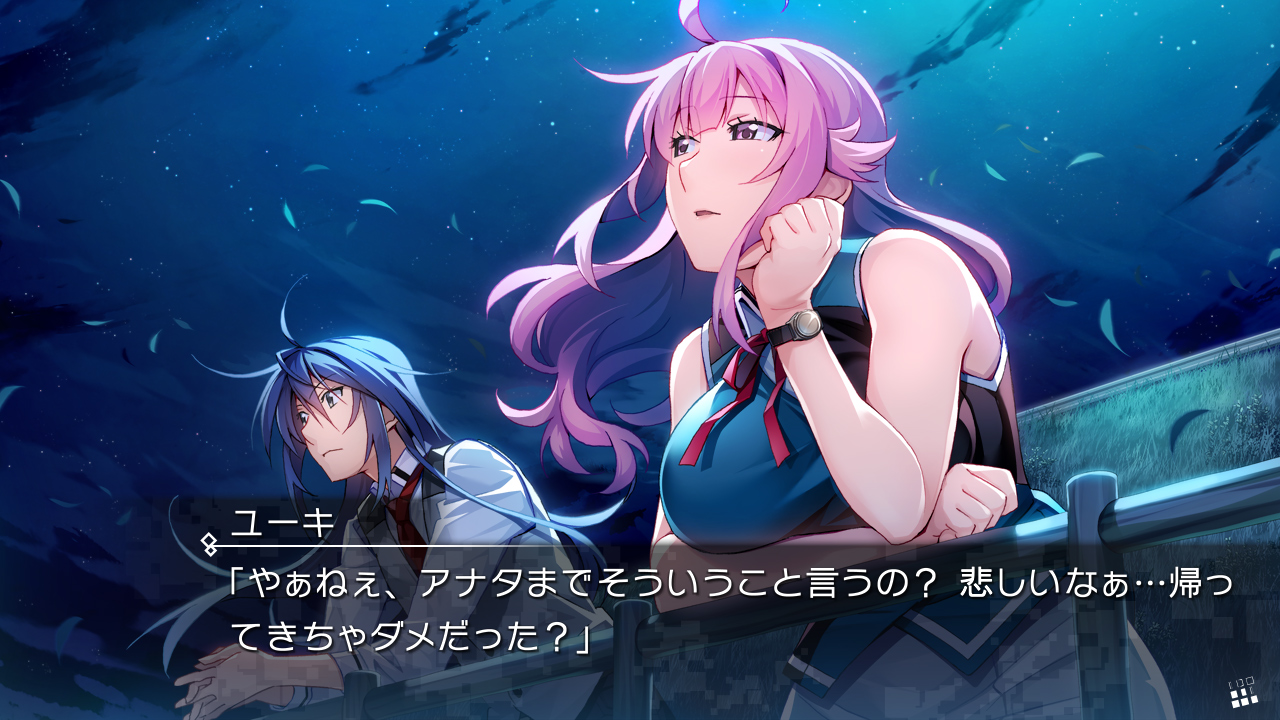 ユーキ
「やぁねぇ、アナタまでそういうこと言うの？ 悲しいなぁ…帰っ
てきちゃダメだった？」